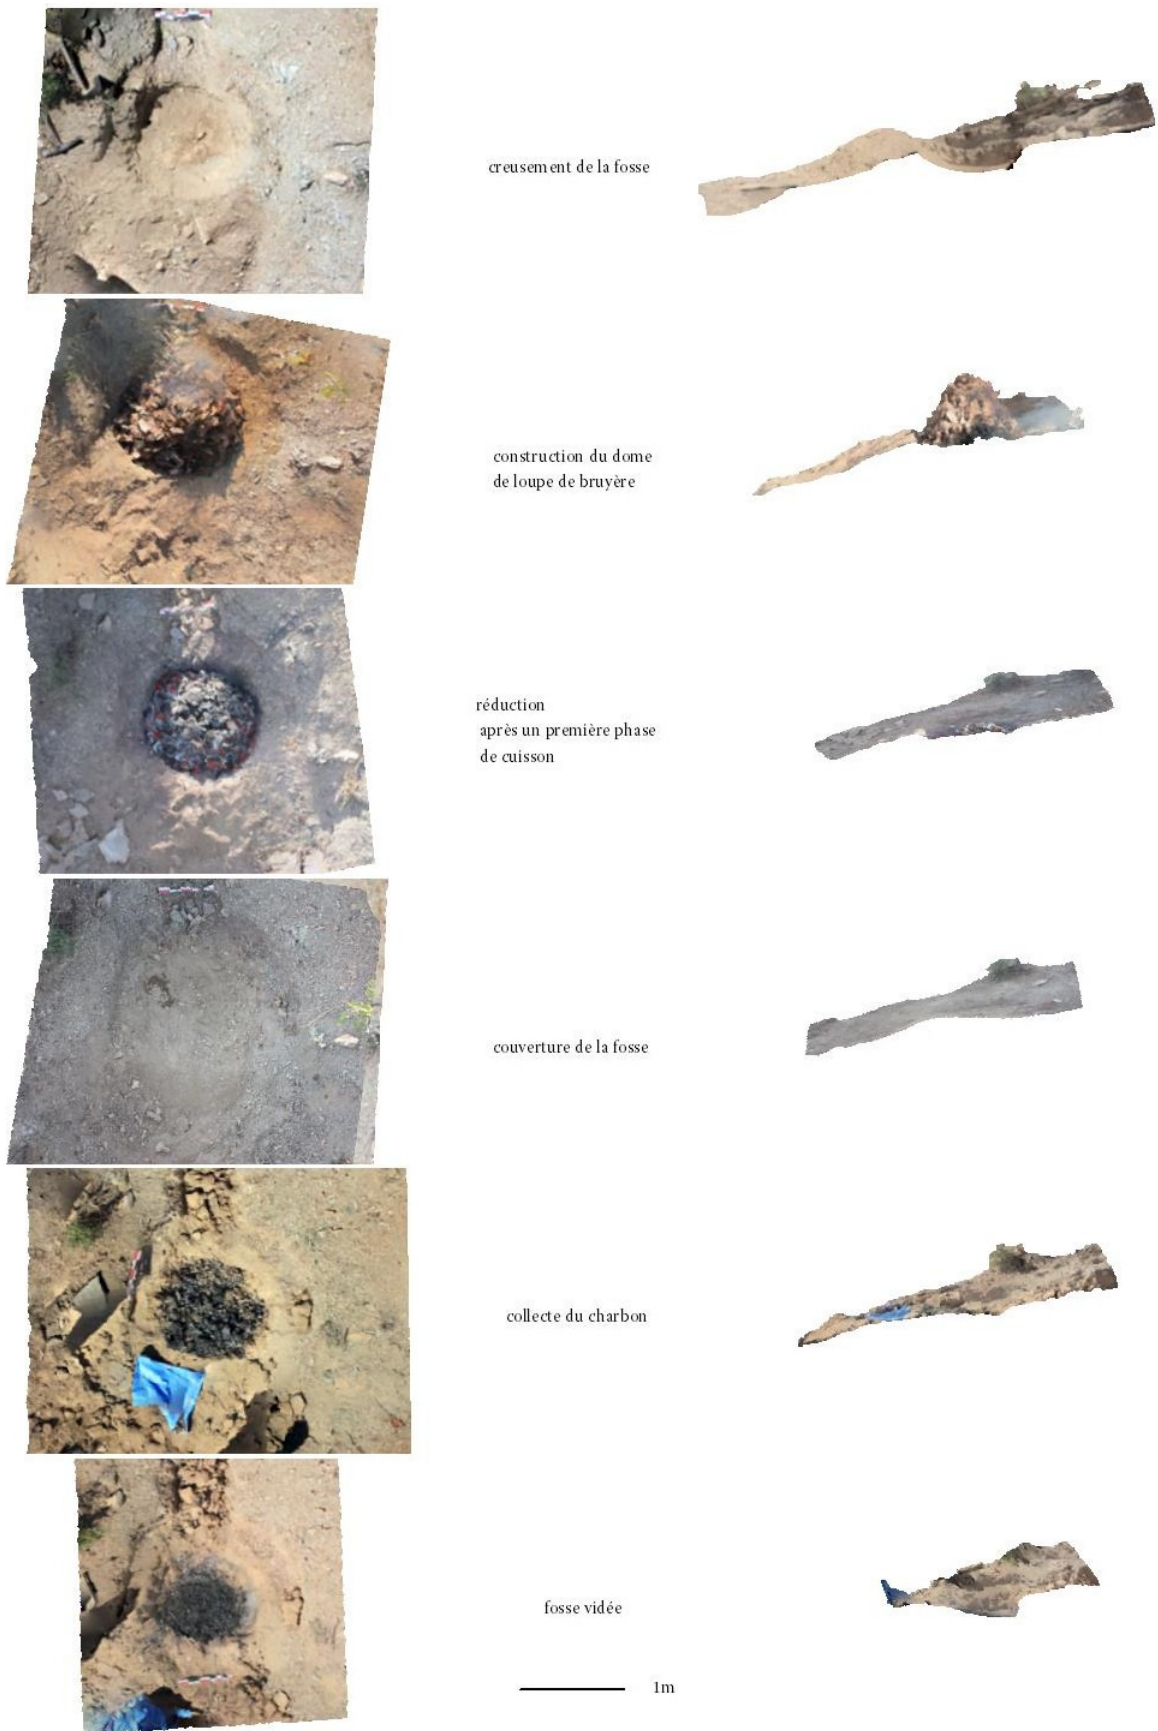 creusement de la fosse
construction du dome
de loupe de bruyère
réduction
après un première phase
de cuisson
couverture de la fosse
collecte du charbon
fosse vidée
1m